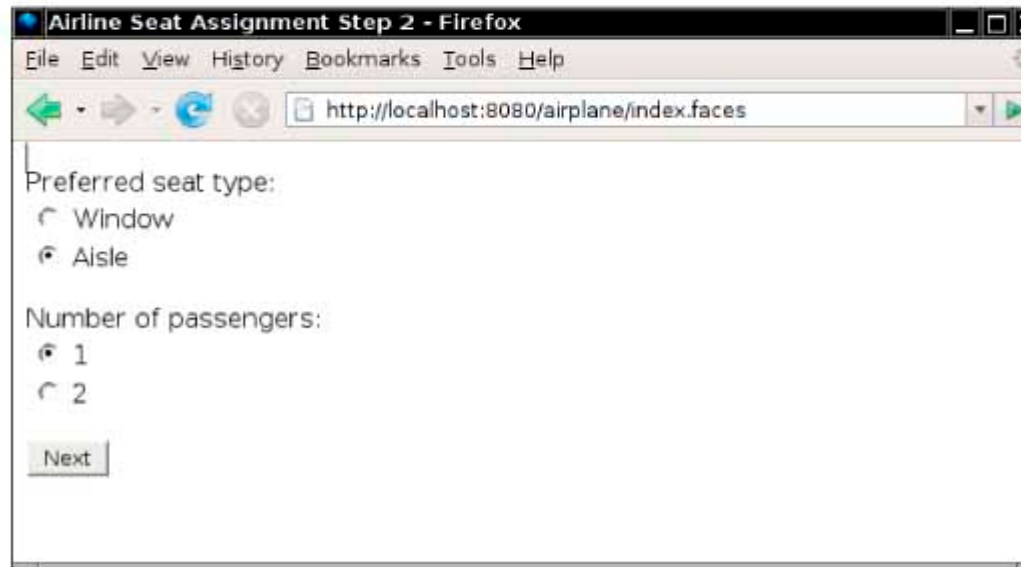 Airline Seat Assignment Step 2 - Firefox
File Edit View History Bookmarks Tools Help
http://localhost:8080/airplane/index.faces
Preferred seat type:
Window
Aisle
Number of passengers:
1
2
Next